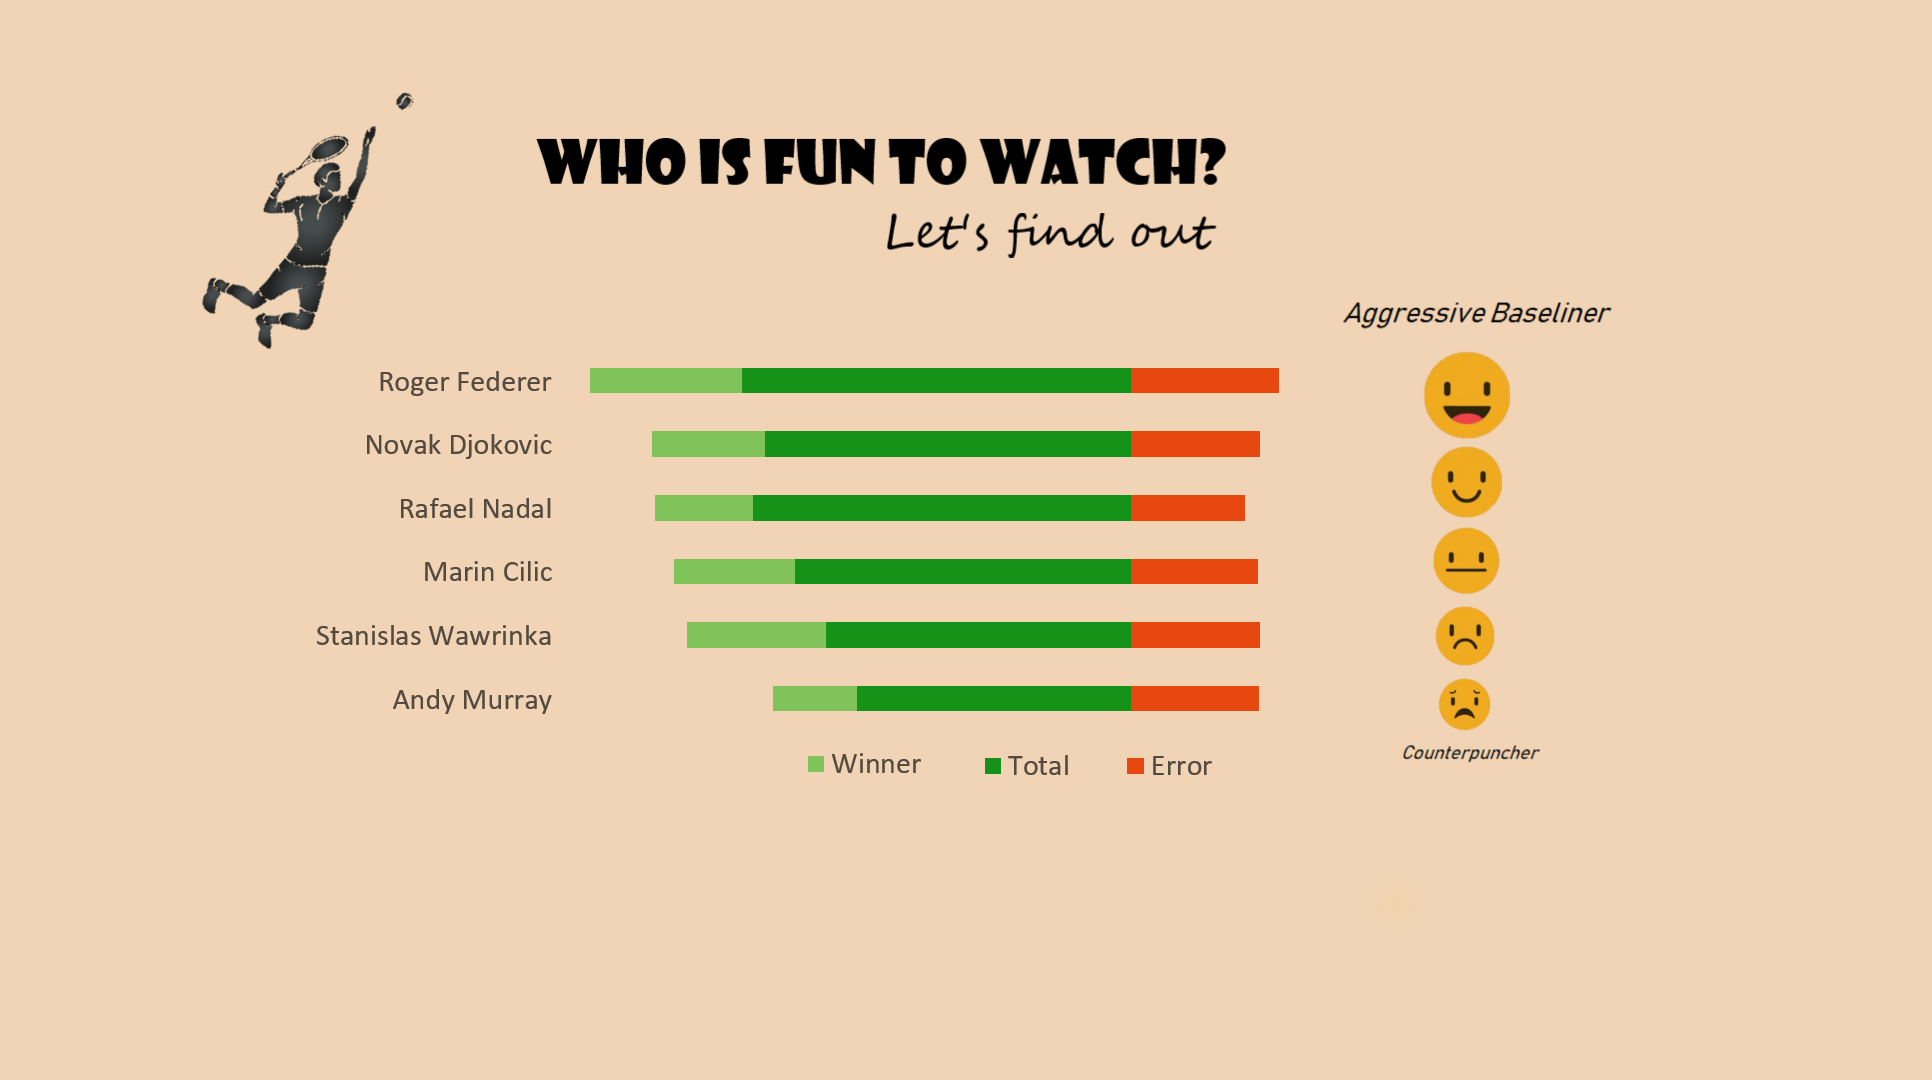 WHO IS FUN TO WATCH?
Let's find out
Aggressive Baseliner
Roger Federer
Novak Djokovic
Rafael Nadal
Marin Cilic
Stanislas Wawrinka
Andy Murray
Counterpuncher
Winner Total Error